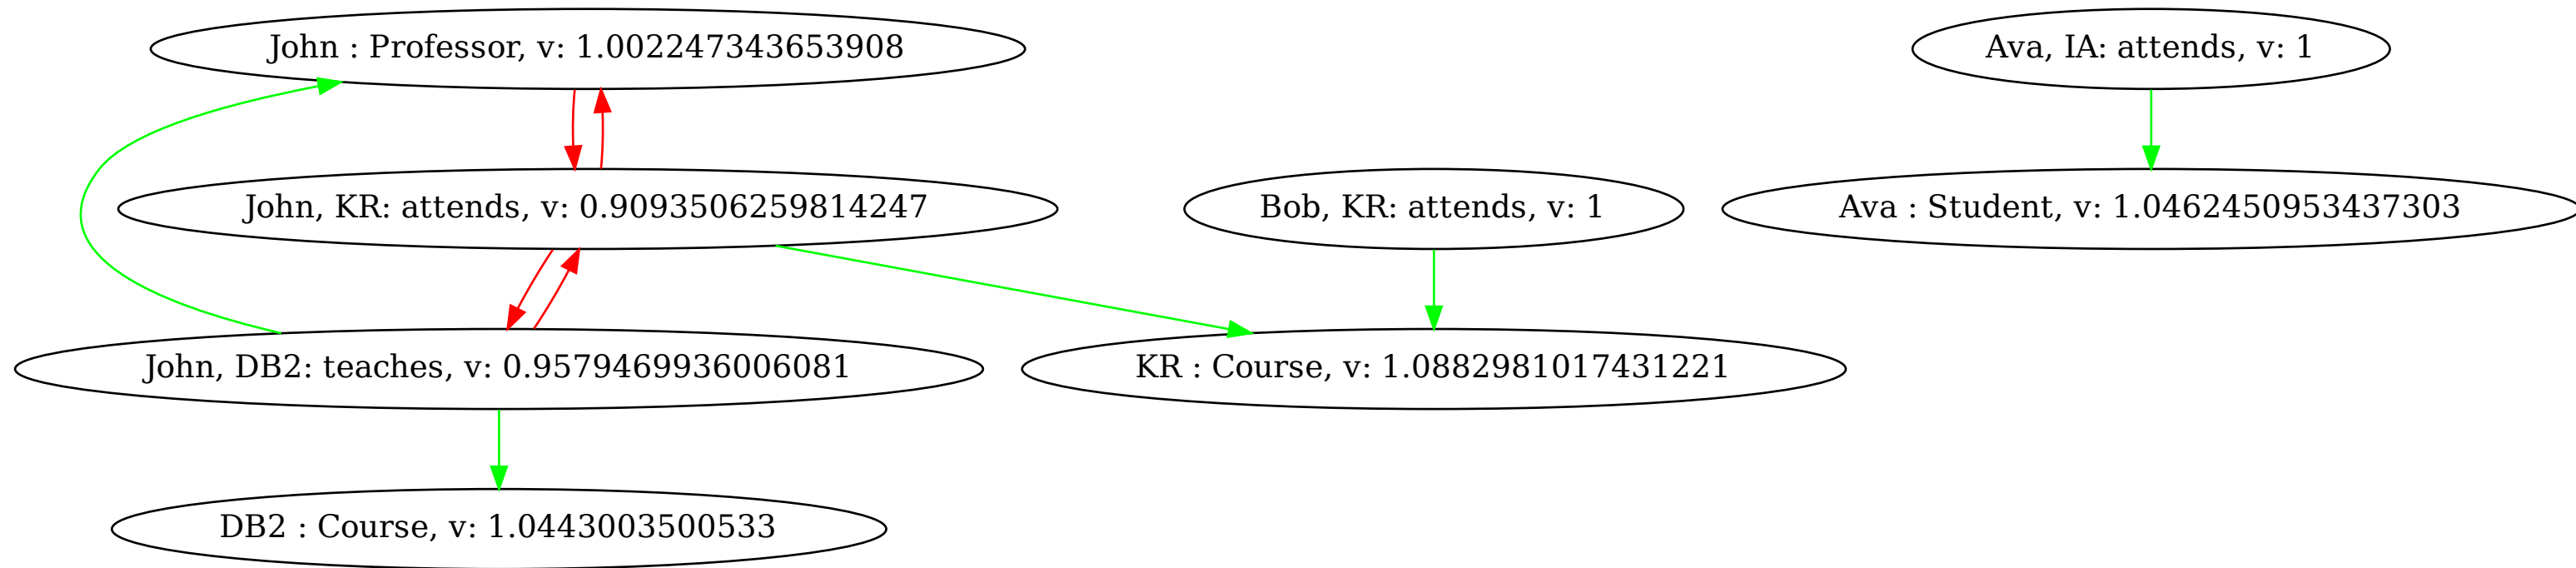 John : Professor, v: 1.002247343653908
Ava, IA: attends, v: 1
John, KR: attends, v: 0.9093506259814247
Bob, KR: attends, v: 1
Ava : Student, v: 1.0462450953437303
John, DB2: teaches, v: 0.9579469936006081
KR : Course, v: 1.0882981017431221
DB2 : Course, v: 1.0443003500533